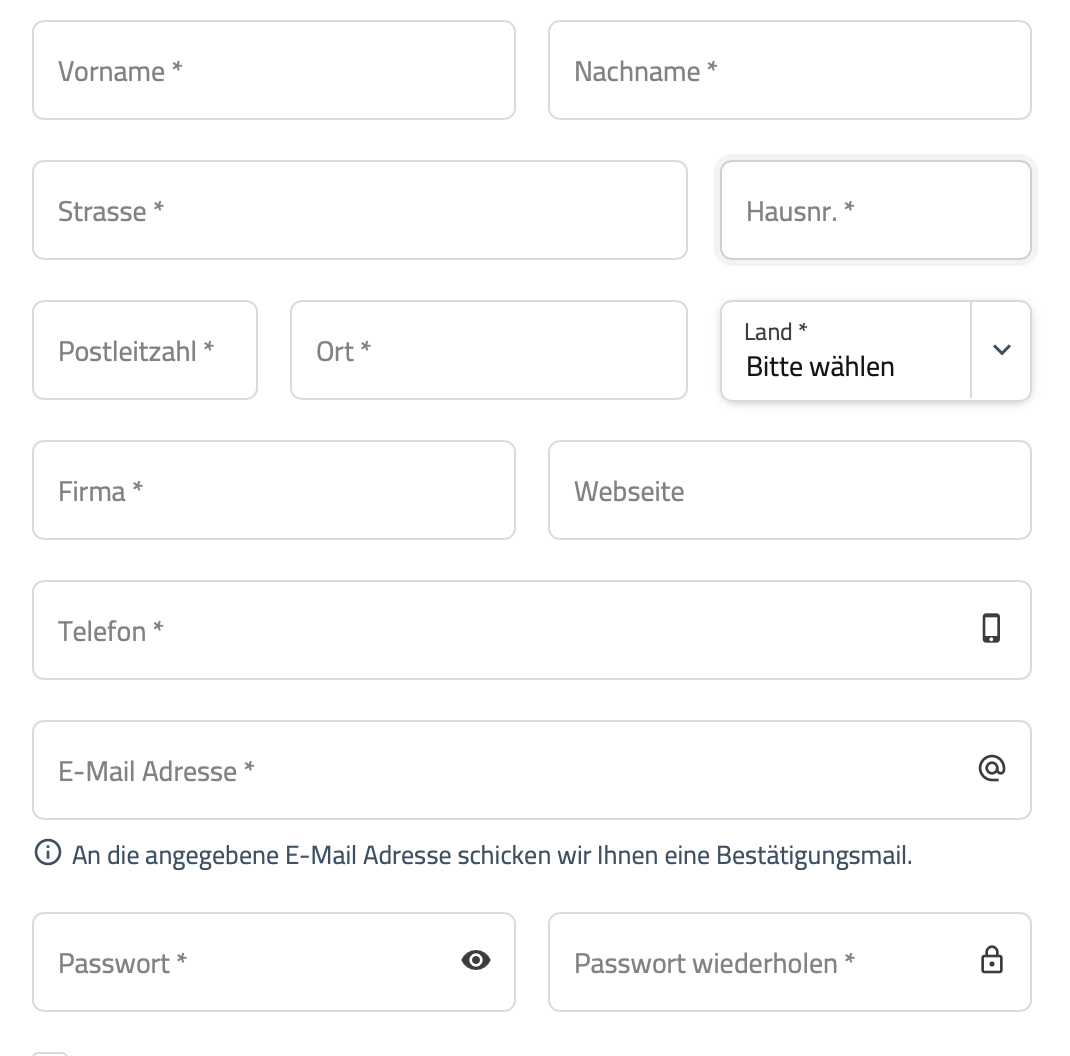 Vorname *
Nachname *
Strasse *
Hausnr. *
Postleitzahl *
Ort *
Land *
Bitte wählen
Firma *
Webseite
Telefon *
E-Mail Adresse *
An die angegebene E-Mail Adresse schicken wir Ihnen eine Bestätigungsmail.
Passwort *
Passwort wiederholen *